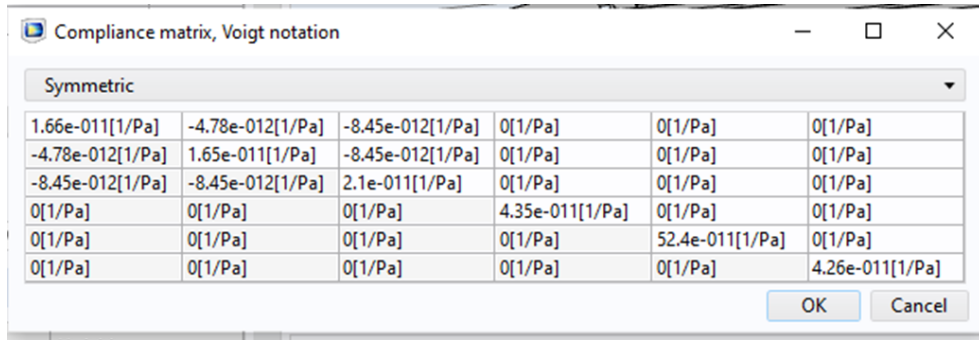 Compliance matrix, Voigt notation
Symmetric
1.66e-011[1/Pa] -4.78e-012[1/Pa] -8.45e-012[1/Pa] 0[1/Pa] 0[1/Pa] 0[1/Pa]
-4.78e-012[1/Pa] 1.65e-011[1/Pa] -8.45e-012[1/Pa] 0[1/Pa] 0[1/Pa] 0[1/Pa]
-8.45e-012[1/Pa] -8.45e-012[1/Pa] 2.1e-011[1/Pa] 0[1/Pa] 0[1/Pa] 0[1/Pa]
0[1/Pa] 0[1/Pa] 0[1/Pa] 4.35e-011[1/Pa] 0[1/Pa] 0[1/Pa]
0[1/Pa] 0[1/Pa] 0[1/Pa] 0[1/Pa] 52.4e-011[1/Pa] 0[1/Pa]
0[1/Pa] 0[1/Pa] 0[1/Pa] 0[1/Pa] 0[1/Pa] 4.26e-011[1/Pa]
OK Cancel